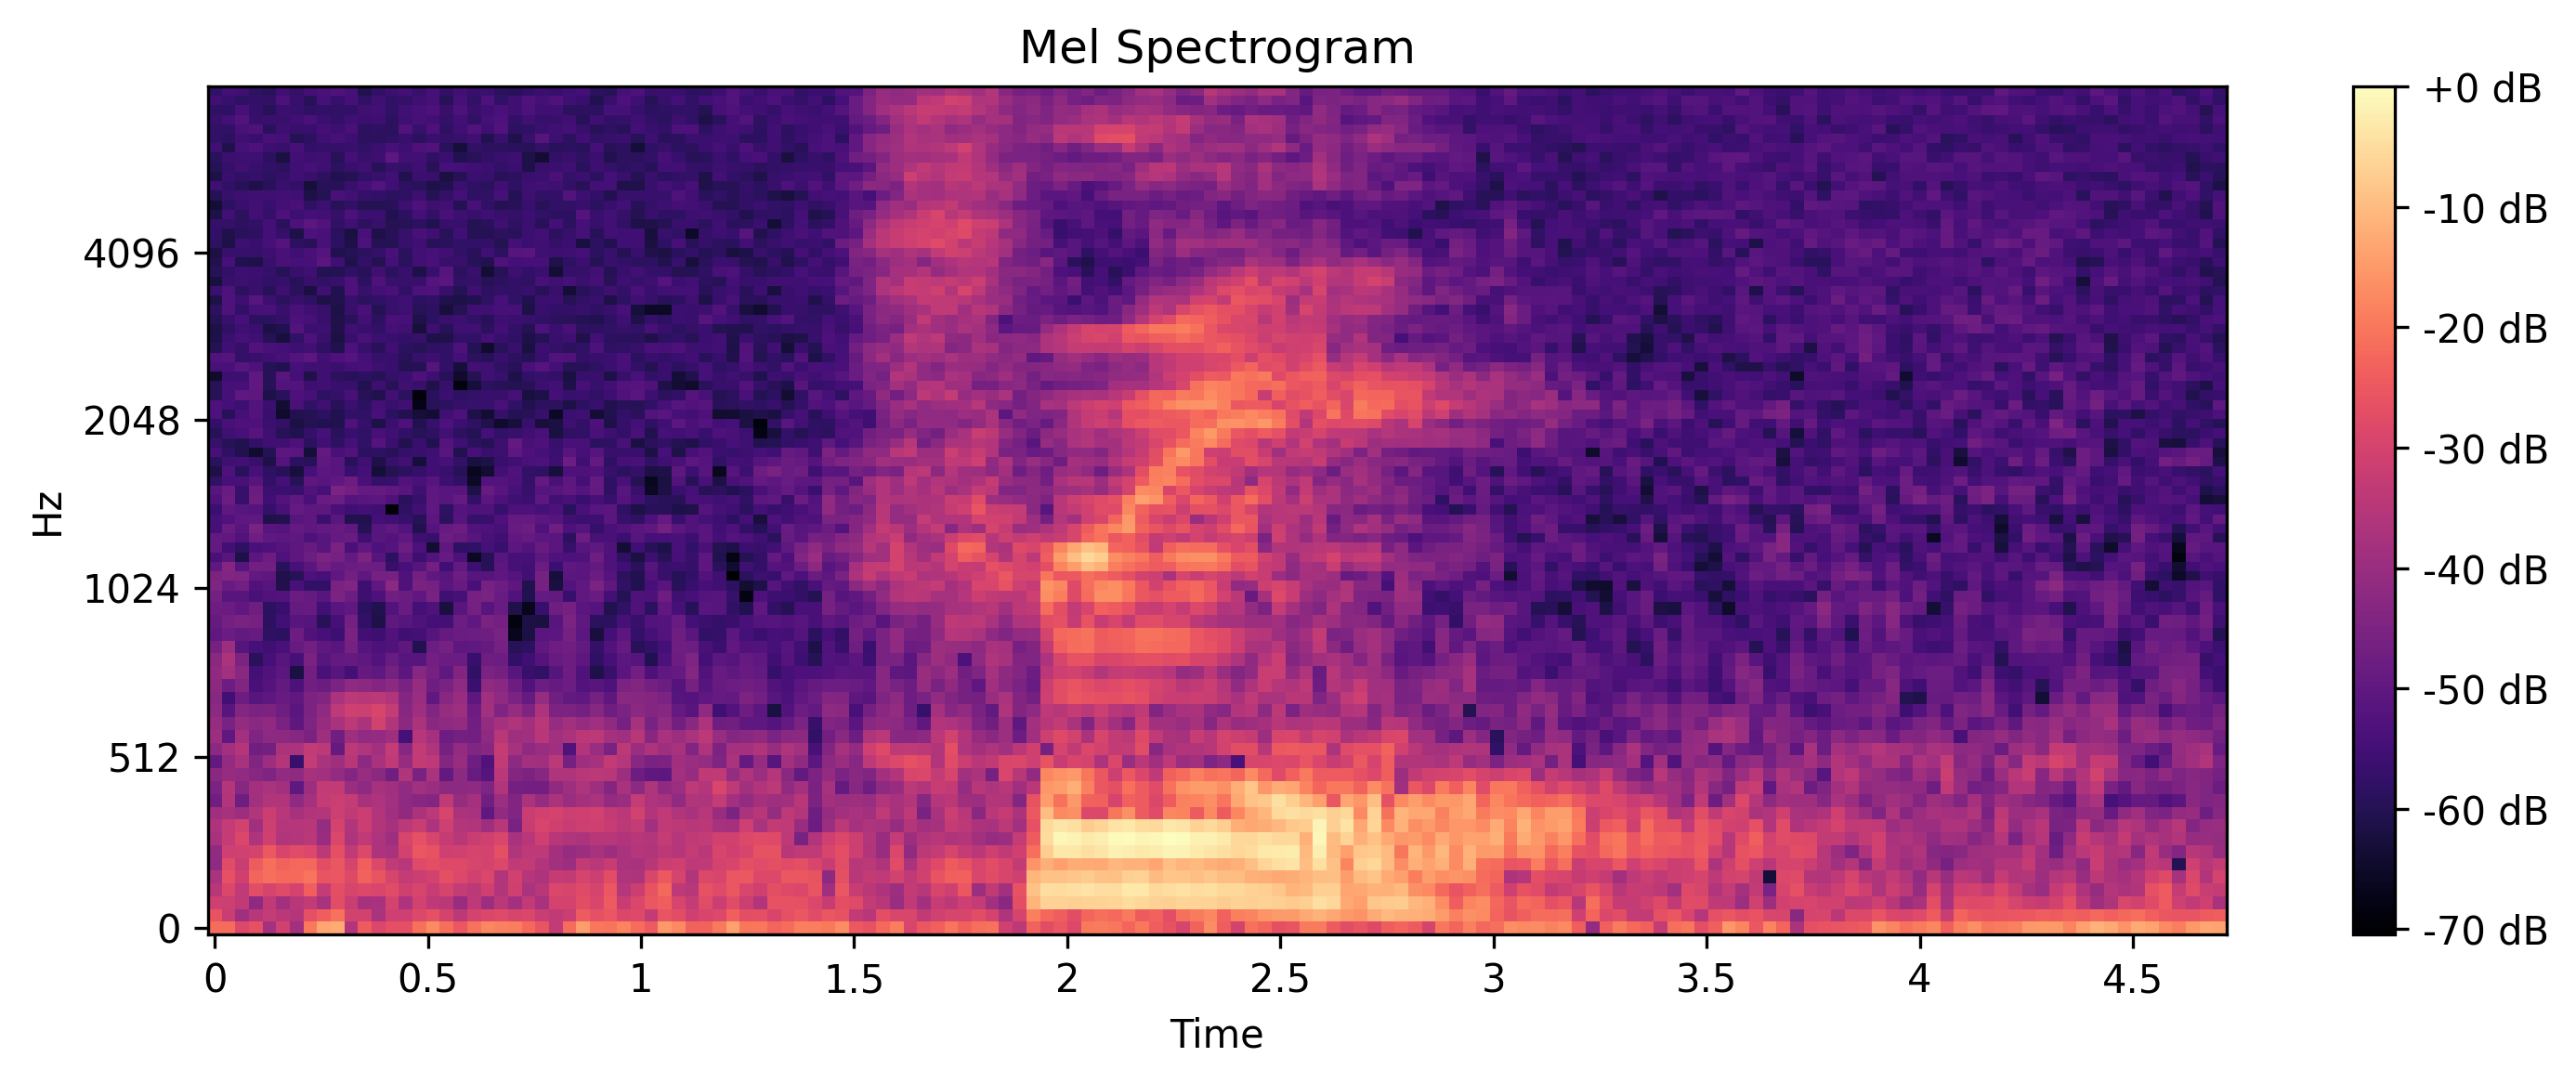 Mel Spectrogram
+0 dB
-10 dB
-20 dB
-30 dB
-40 dB
-50 dB
-60 dB
-70 dB
Hz
4096
2048
1024
512
0
0 0.5 1 1.5 2 2.5 3 3.5 4 4.5
Time